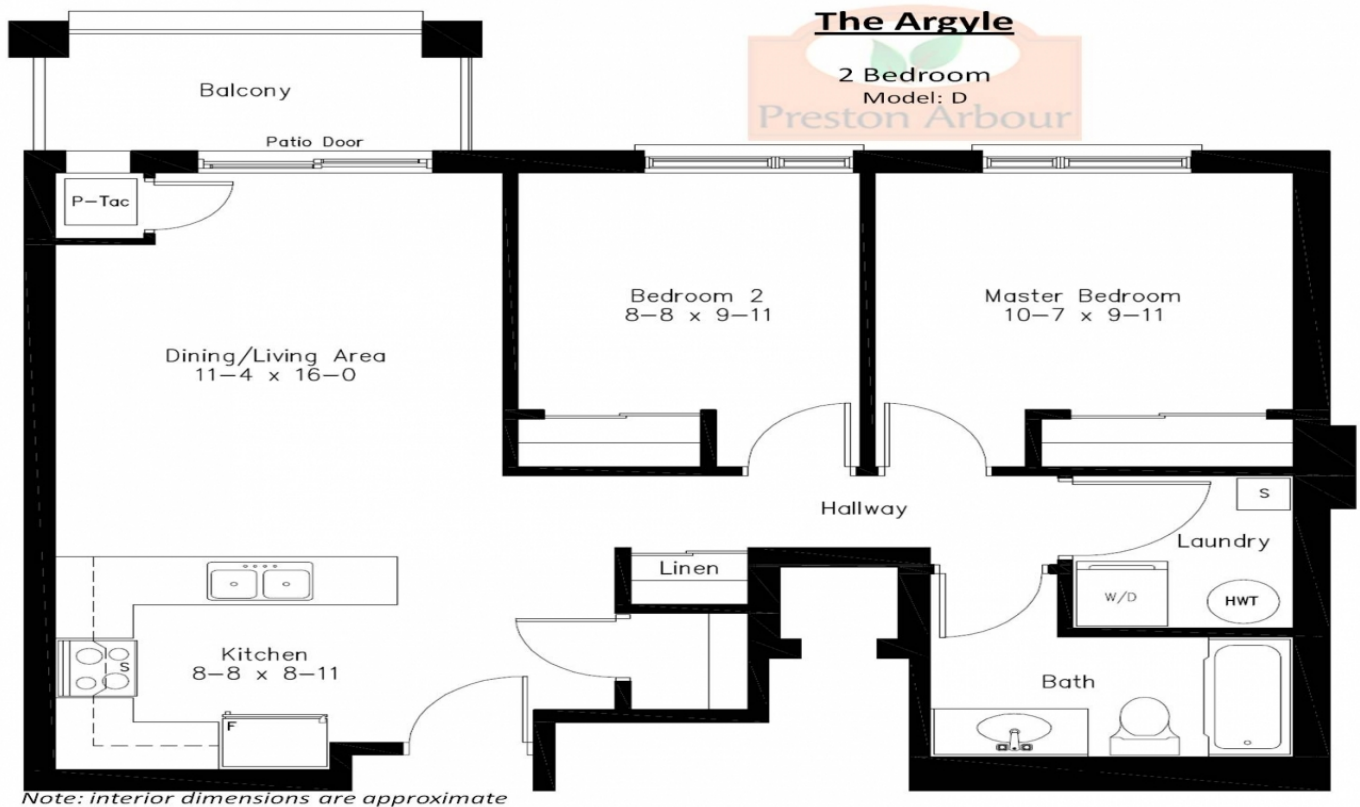 The Argyle
2 Bedroom
Model: D
Preston Arbour
Balcony
Patio Door
P-Tac
Bedroom 2
8-8 x 9-11
Master Bedroom
10-7 x 9-11
Dining/Living Area
11-4 x 16-0
Hallway
S
Laundry
Linen
W/D
HWT
Kitchen
8-8 x 8-11
S
F
Bath
Note: interior dimensions are approximate